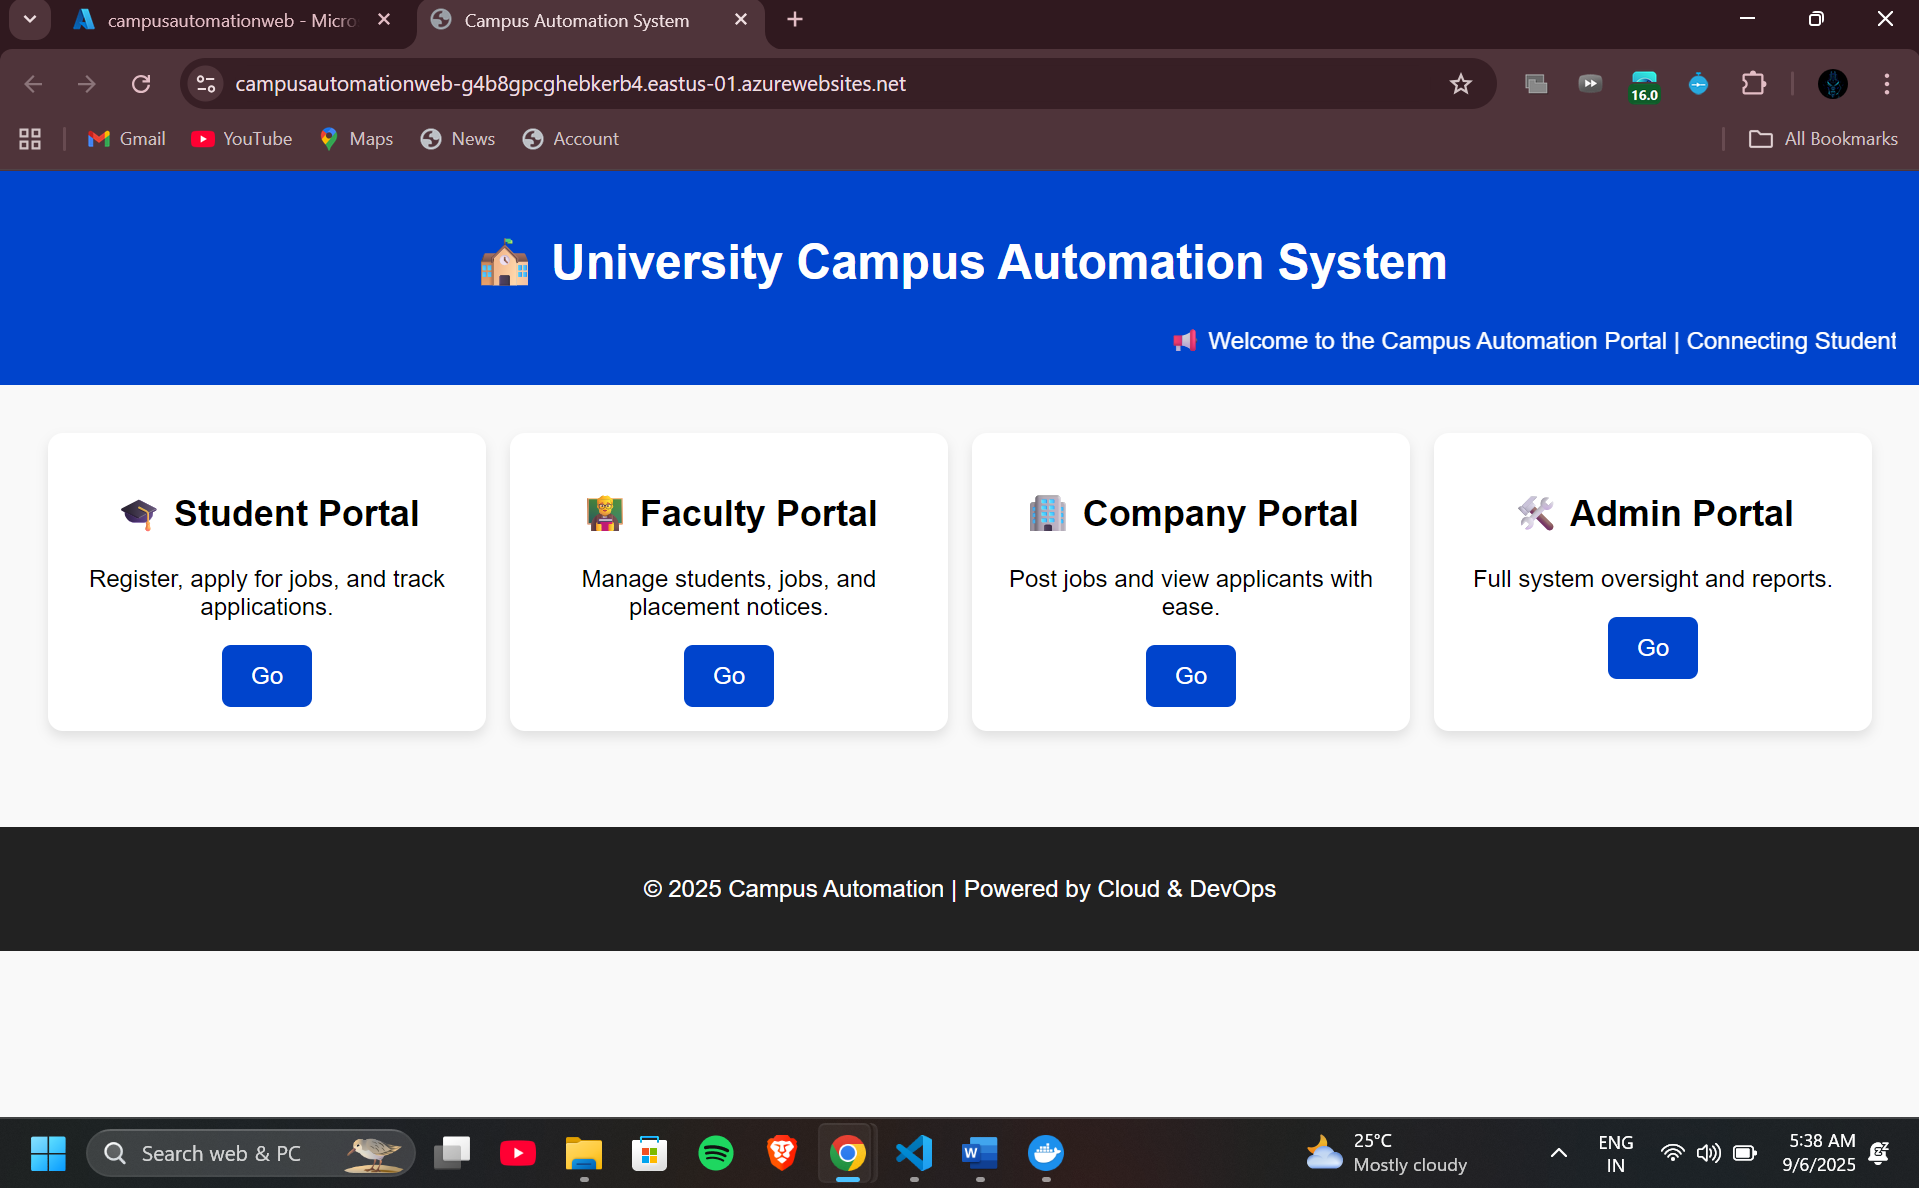 campusautomationweb - Micro
Campus Automation System
campusautomationweb-g4b8gpcghebkerb4.eastus-01.azurewebsites.net
16.0
Gmail
YouTube
Maps
News
Account
All Bookmarks
University Campus Automation System
Welcome to the Campus Automation Portal | Connecting Student
Student Portal
Register, apply for jobs, and track
applications.
Go
Faculty Portal
Manage students, jobs, and
placement notices.
Go
Company Portal
Post jobs and view applicants with
ease.
Go
Admin Portal
Full system oversight and reports.
Go
© 2025 Campus Automation | Powered by Cloud & DevOps
Search web & PC
25°C
Mostly cloudy
ENG
IN
5:38 AM
9/6/2025